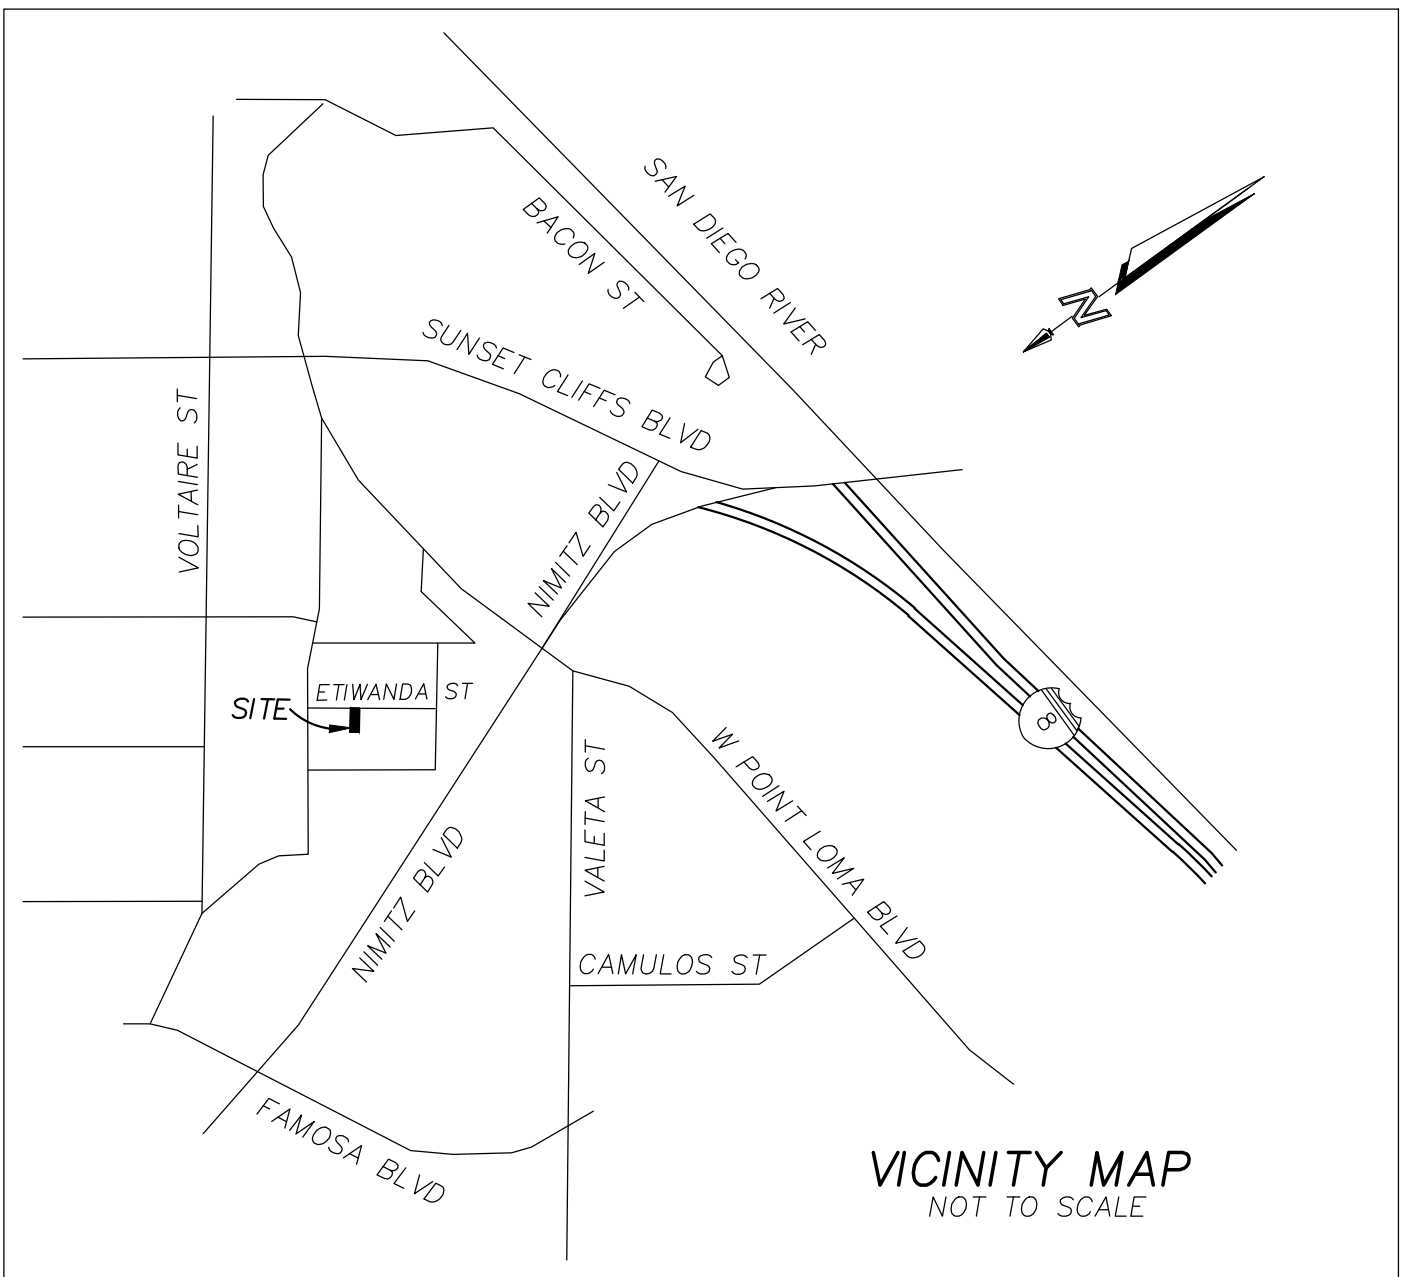 SAN DIEGO RIVER
BACON ST
N
SUNSET CLIFFS BLVD
VOLTAIRE ST
NIMITZ BLVD
ETIWANDA ST
SITE
8
W POINT LOMA BLVD
VALETA ST
NIMITZ BLVD
CAMULOS ST
FAMOSA BLVD
VICINITY MAP
NOT TO SCALE